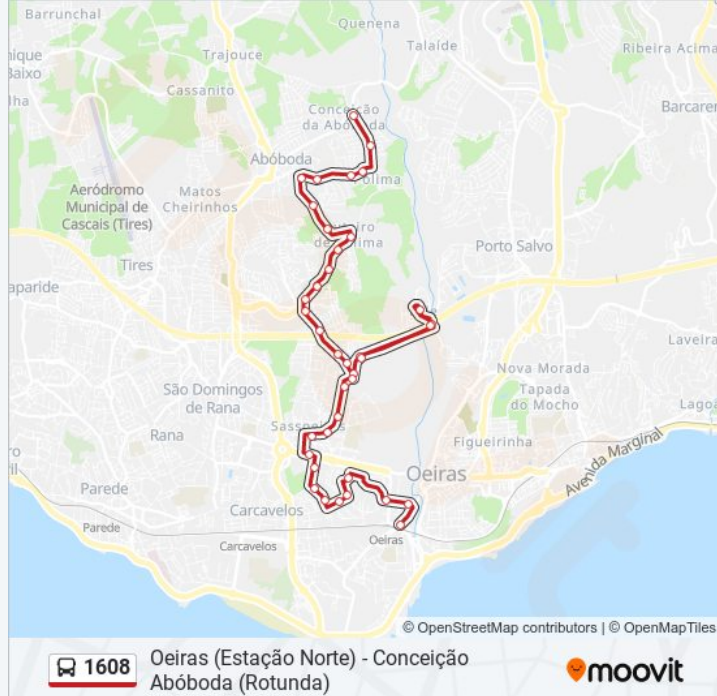 Barrunchal
Quenena
Talaíde
Ribeira Acima
Trajouce
Cassanito
Conceição
da Abóboda
Barcarena
Abóboda
Polima
Aeródromo
Municipal de
Cascais (Tires)
Matos
Cheirinhos
Porto Salvo
Tires
São Domingos
de Rana
Nova Morada
Tapada
do Mocho
Rana
Figueirinha
Oeiras
Avenida Marginal
Parede
Carcavelos
Parede
Carcavelos
Oeiras
© OpenStreetMap contributors | © OpenMapTiles
1608
Oeiras (Estação Norte) - Conceição
Abóboda (Rotunda)
moovit